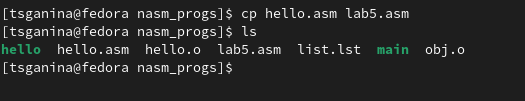 [tsganina@fedora nasm_progs]$ cp hello.asm lab5.asm
[tsganina@fedora nasm_progs]$ ls
hello hello.asm hello.o lab5.asm list.lst main obj.o
[tsganina@fedora nasm_progs]$